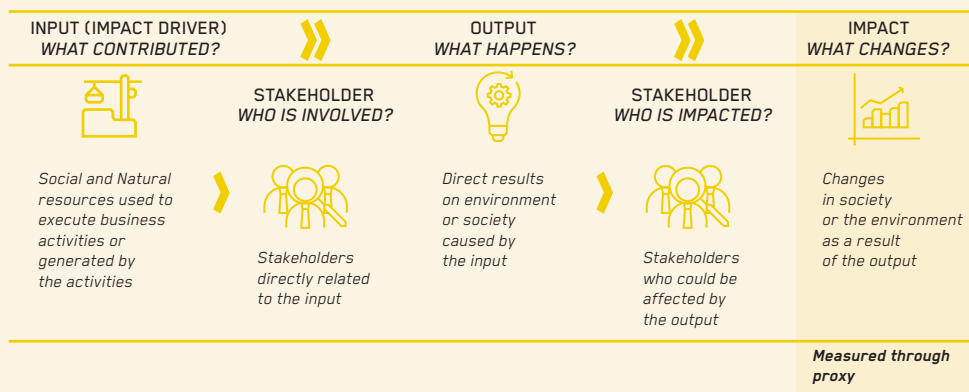 INPUT (IMPACT DRIVER)
WHAT CONTRIBUTED?
OUTPUT
WHAT HAPPENS?
IMPACT
WHAT CHANGES?
STAKEHOLDER
WHO IS INVOLVED?
STAKEHOLDER
WHO IS IMPACTED?
Social and Natural
resources used to
execute business
activities or
generated by
the activities
Stakeholders
directly related
to the input
Direct results
on environment
or society
caused by
the input
Stakeholders
who could be
affected by
the output
Changes
in society
or the environment
as a result
of the output
Measured through
proxy